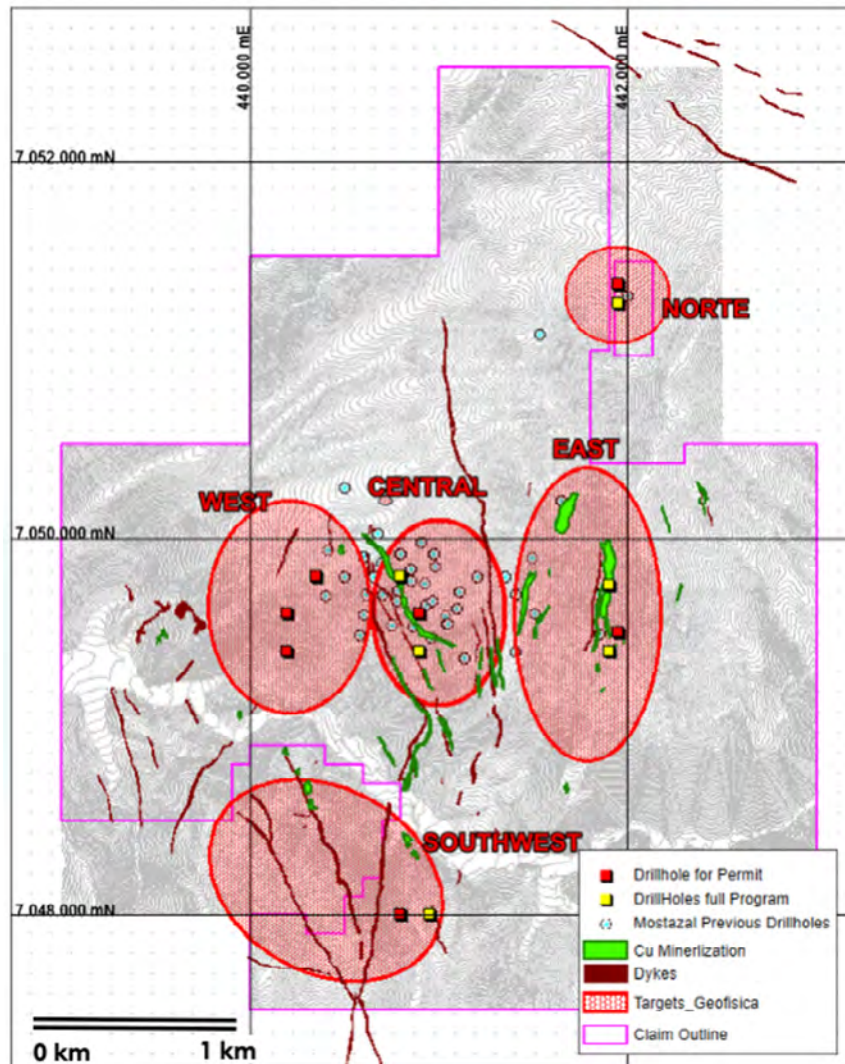 440.000 mE
442.000 mE
7.052.000 mN
NORTE
EAST
CENTRAL
WEST
7.050.000 mN
SOUTHWEST
7.048.000 mN
Drillhole for Permit
DrillHoles full Program
Mostazal Previous Drillholes
Cu Minerlization
Dykes
Targets_Geofisica
Claim Outline
0 km 1 km